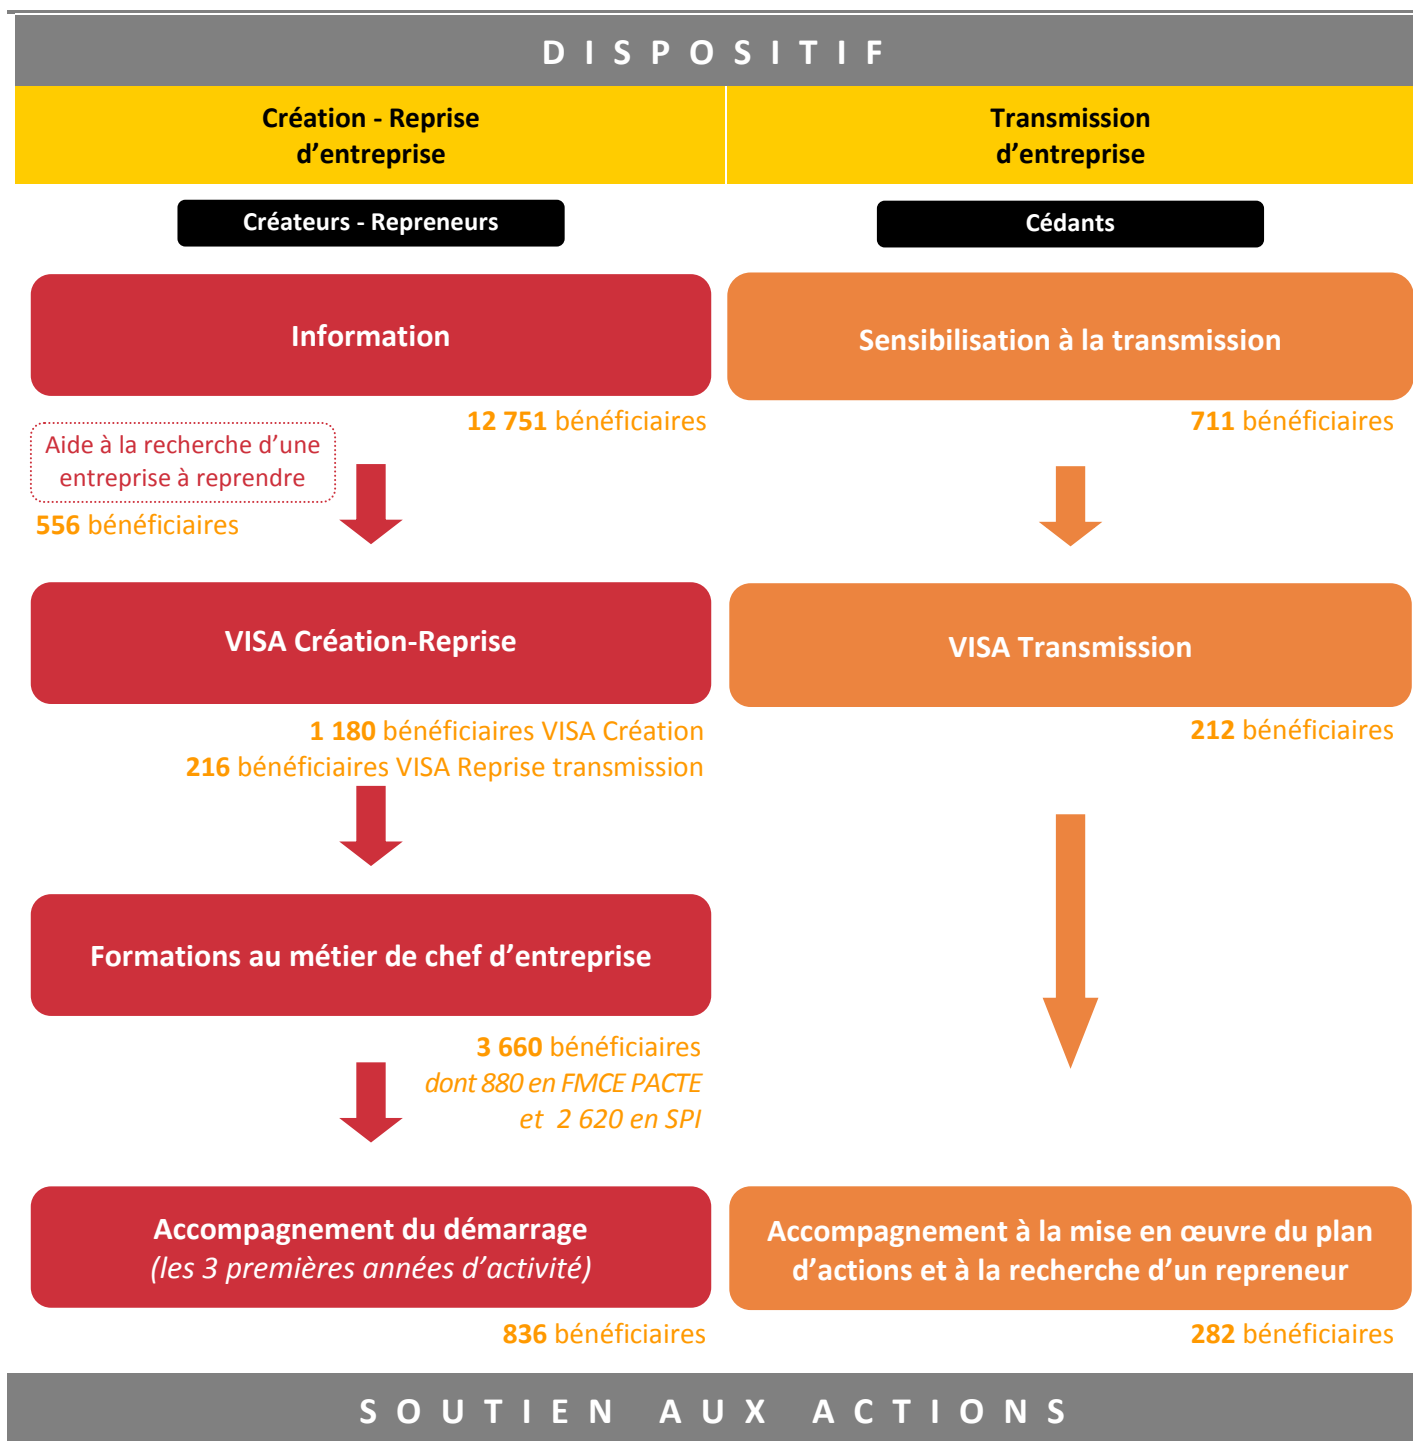 DISPOSITIF
Création - Reprise
d’entreprise
Transmission
d’entreprise
Créateurs - Repreneurs
Cédants
Information
Sensibilisation à la transmission
12 751 bénéficiaires
711 bénéficiaires
Aide à la recherche d’une
entreprise à reprendre
556 bénéficiaires
VISA Création-Reprise
VISA Transmission
1 180 bénéficiaires VISA Création
216 bénéficiaires VISA Reprise transmission
212 bénéficiaires
Formations au métier de chef d’entreprise
3 660 bénéficiaires
dont 880 en FMCE PACTE
et 2 620 en SPI
Accompagnement du démarrage
(les 3 premières années d’activité)
Accompagnement à la mise en œuvre du plan
d’actions et à la recherche d’un repreneur
836 bénéficiaires
282 bénéficiaires
SOUTIEN AUX ACTIONS